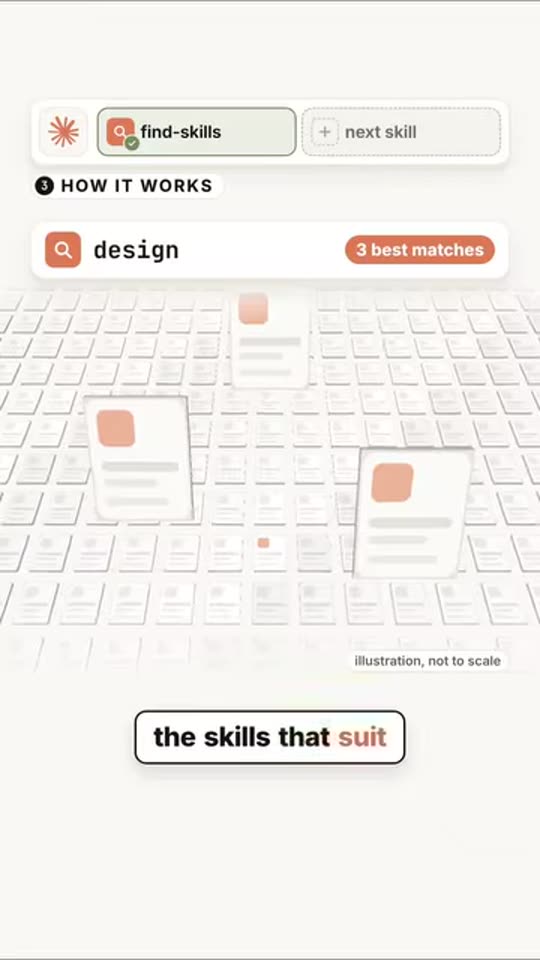 find-skills
next skill
3 HOW IT WORKS
design
3 best matches
illustration, not to scale
the skills that suit